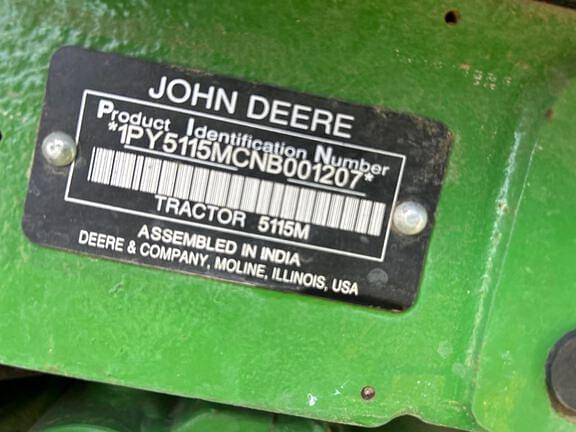 JOHN DEERE
Product Identification Number
*1PY5115MCNB001207*
TRACTOR 5115M
ASSEMBLED IN INDIA
DEERE & COMPANY, MOLINE, ILLINOIS, USA